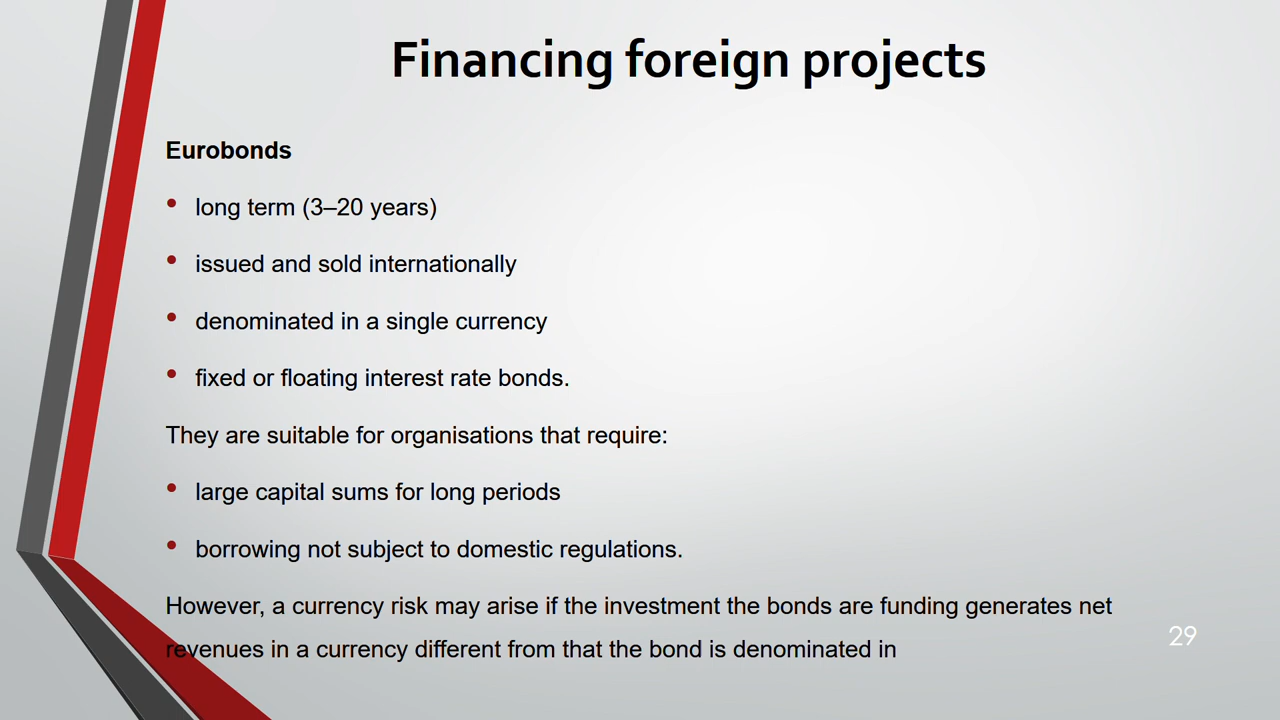 Financing foreign projects
Eurobonds
• long term (3–20 years)
• issued and sold internationally
• denominated in a single currency
• fixed or floating interest rate bonds.
They are suitable for organisations that require:
• large capital sums for long periods
• borrowing not subject to domestic regulations.
However, a currency risk may arise if the investment the bonds are funding generates net
revenues in a currency different from that the bond is denominated in
29